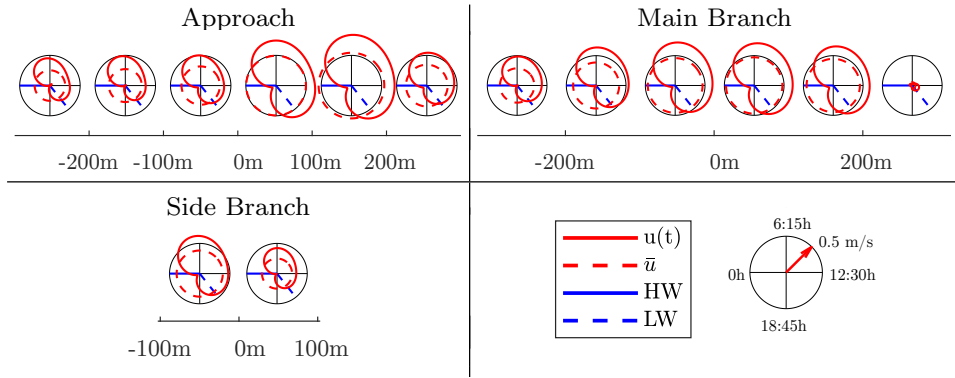 Approach
Main Branch
-200m -100m 0m 100m 200m
-200m 0m 200m
Side Branch
-100m 0m 100m
u(t)
ū
HW
LW
6:15h
0.5 m/s
0h
12:30h
18:45h